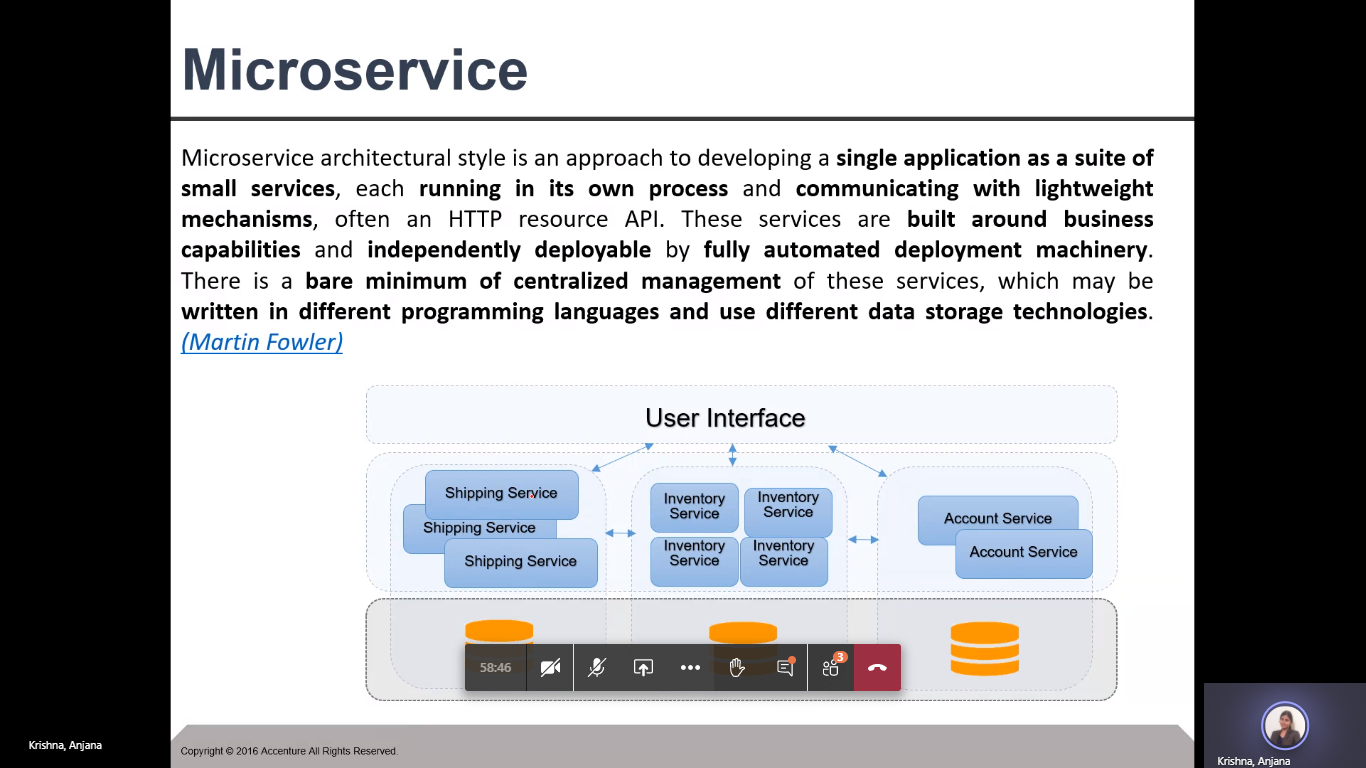 Microservice
Microservice architectural style is an approach to developing a single application as a suite of
small services, each running in its own process and communicating with lightweight
mechanisms, often an HTTP resource API. These services are built around business
capabilities and independently deployable by fully automated deployment machinery.
There is a bare minimum of centralized management of these services, which may be
written in different programming languages and use different data storage technologies.
(Martin Fowler)
User Interface
Shipping Service
Shipping Service
Shipping Service
Inventory
Service
Inventory
Service
Inventory
Service
Inventory
Service
Account Service
Account Service
58:46
3
Krishna, Anjana
Copyright © 2016 Accenture All Rights Reserved.
Krishna, Anjana